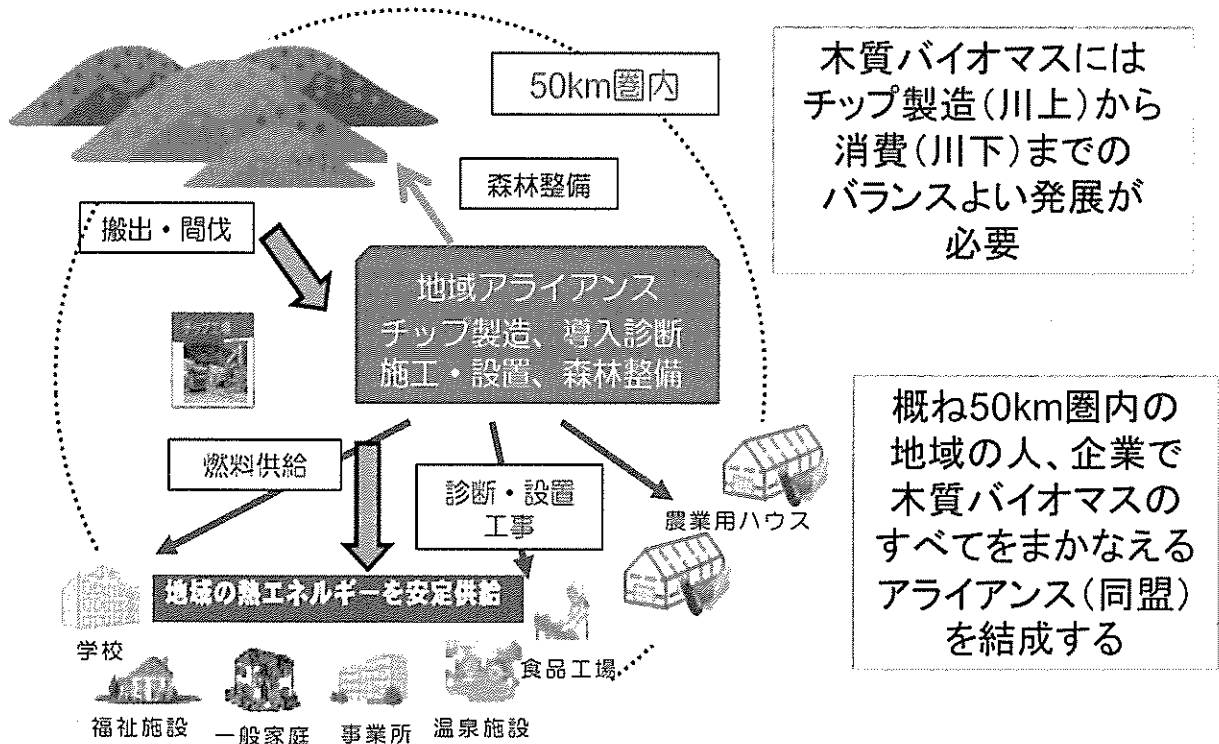 50km圏内
木質バイオマスには
チップ製造(川上)から
消費(川下)までの
バランスよい発展が
必要
森林整備
搬出・間伐
地域アライアンス
チップ製造、導入診断
施工・設置、森林整備
燃料供給
診断・設置
工事
農業用ハウス
概ね50km圏内の
地域の人、企業で
木質バイオマスの
すべてをまかなえる
アライアンス(同盟)
を結成する
地域の熱エネルギーを安定供給
学校
食品工場
福祉施設
一般家庭
事業所
温泉施設